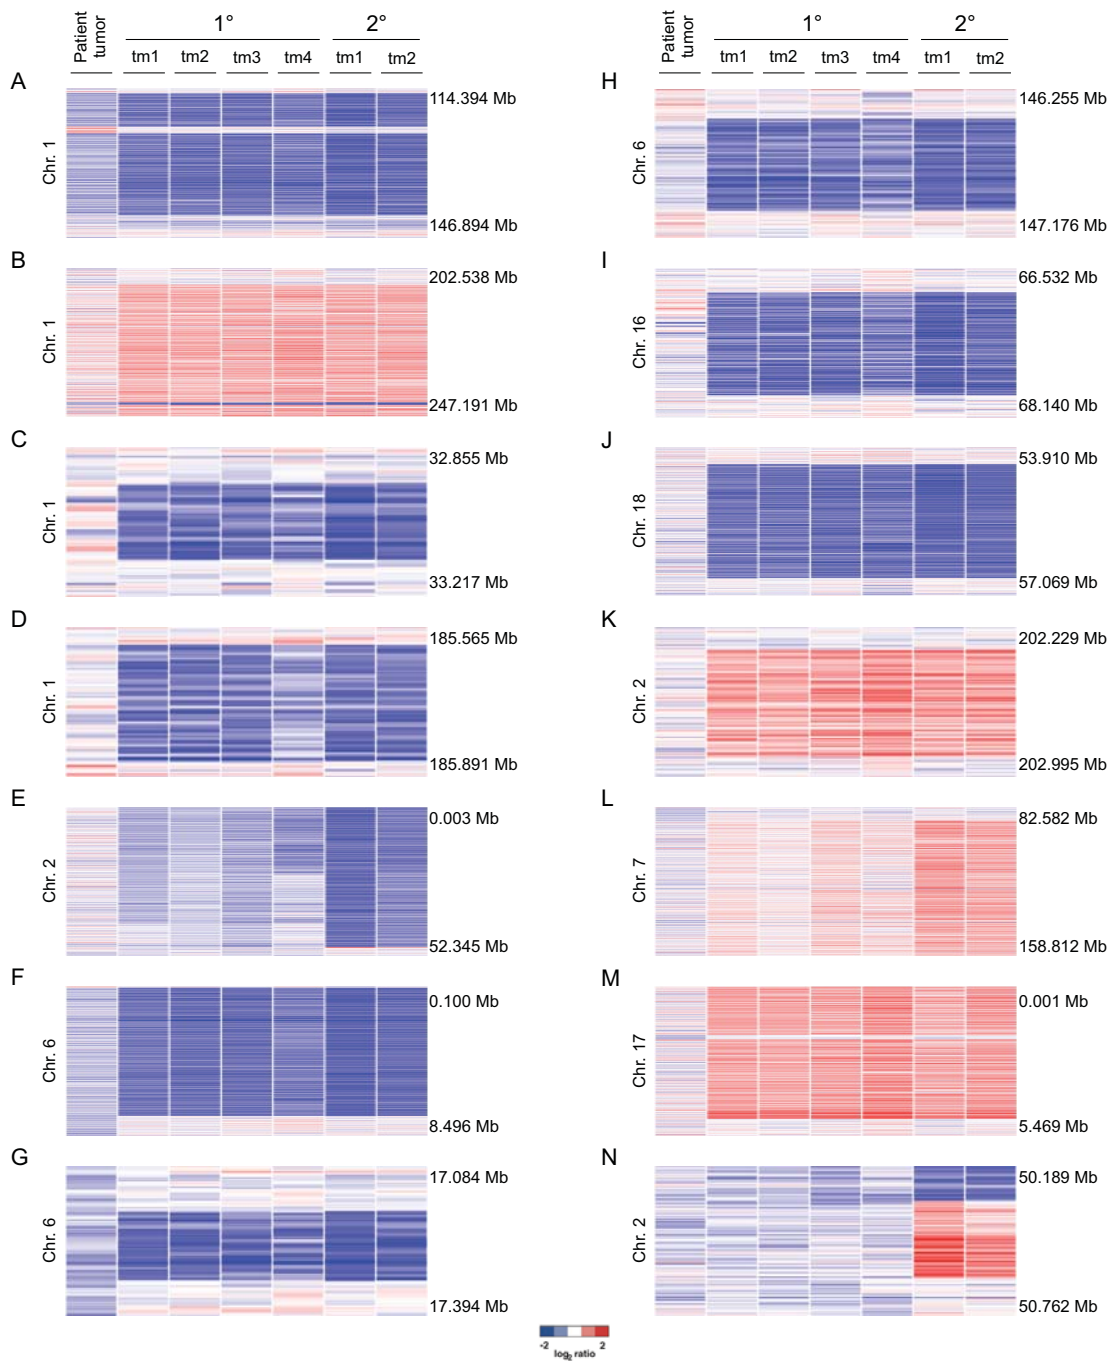 Patient tumor
1°
2°
tm1 tm2 tm3 tm4 tm1 tm2
A
Chr. 1
114.394 Mb
146.894 Mb
B
Chr. 1
202.538 Mb
247.191 Mb
C
Chr. 1
32.855 Mb
33.217 Mb
D
Chr. 1
185.565 Mb
185.891 Mb
E
Chr. 2
0.003 Mb
52.345 Mb
F
Chr. 6
0.100 Mb
8.496 Mb
G
Chr. 6
17.084 Mb
17.394 Mb
Patient tumor
1°
2°
tm1 tm2 tm3 tm4 tm1 tm2
H
Chr. 6
146.255 Mb
147.176 Mb
I
Chr. 16
66.532 Mb
68.140 Mb
J
Chr. 18
53.910 Mb
57.069 Mb
K
Chr. 2
202.229 Mb
202.995 Mb
L
Chr. 7
82.582 Mb
158.812 Mb
M
Chr. 17
0.001 Mb
5.469 Mb
N
Chr. 2
50.189 Mb
50.762 Mb
-2 2
log2 ratio